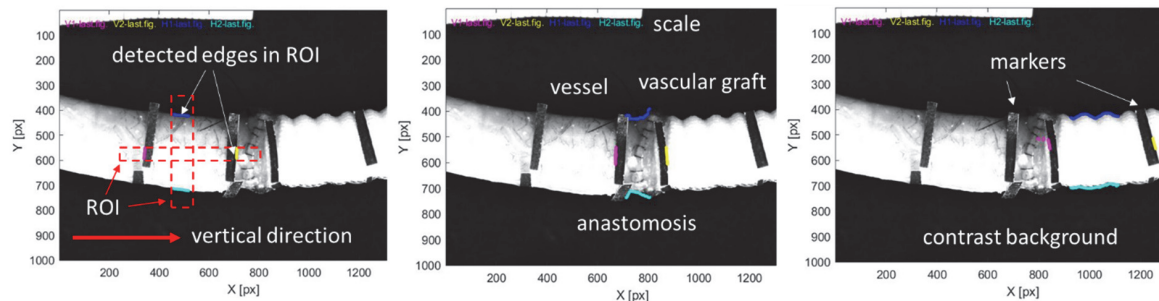 V1-last.fig. V2-last.fig. H1-last.fig. H2-last.fig.
detected edges in ROI
ROI
vertical direction
Y [px]
100
200
300
400
500
600
700
800
900
1000
200 400 600 800 1000 1200
X [px]
V1-last.fig. V2-last.fig. H1-last.fig. H2-last.fig.
scale
vessel
vascular graft
anastomosis
Y [px]
100
200
300
400
500
600
700
800
900
1000
200 400 600 800 1000 1200
X [px]
V1-last.fig. V2-last.fig. H1-last.fig. H2-last.fig.
markers
contrast background
Y [px]
100
200
300
400
500
600
700
800
900
1000
200 400 600 800 1000 1200
X [px]